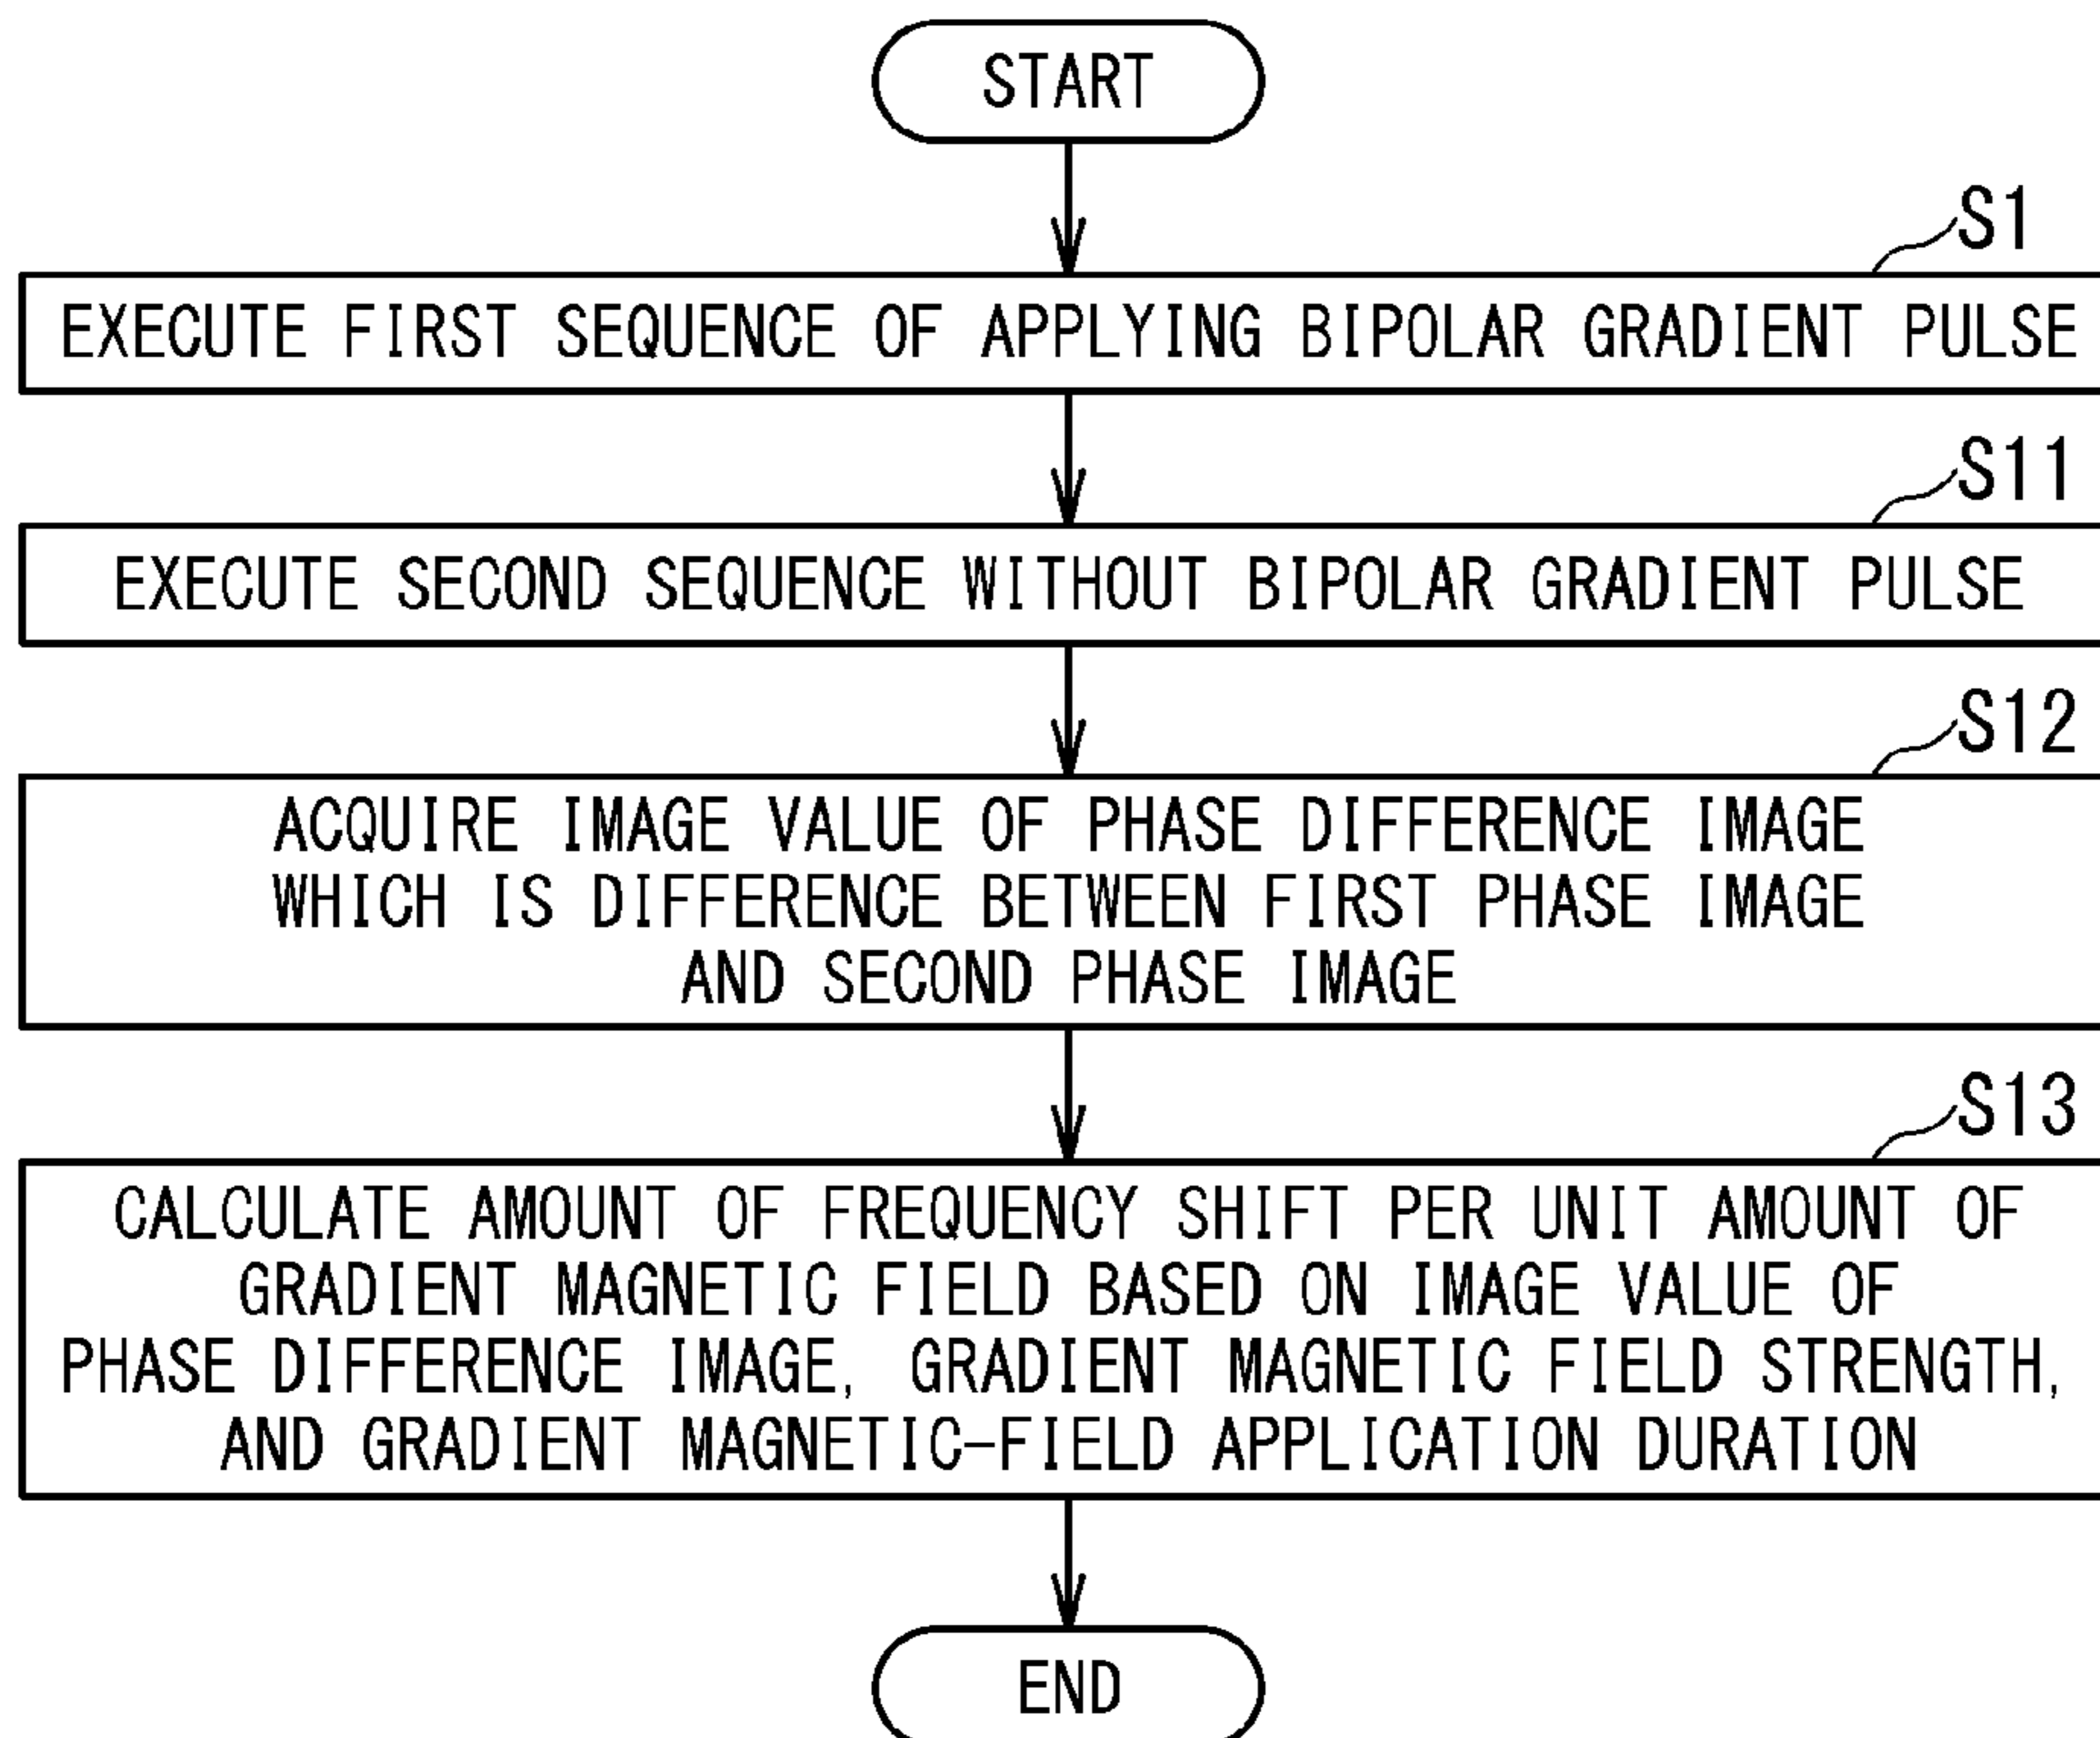 START
S1
EXECUTE FIRST SEQUENCE OF APPLYING BIPOLAR GRADIENT PULSE
S11
EXECUTE SECOND SEQUENCE WITHOUT BIPOLAR GRADIENT PULSE
S12
ACQUIRE IMAGE VALUE OF PHASE DIFFERENCE IMAGE
WHICH IS DIFFERENCE BETWEEN FIRST PHASE IMAGE
AND SECOND PHASE IMAGE
S13
CALCULATE AMOUNT OF FREQUENCY SHIFT PER UNIT AMOUNT OF
GRADIENT MAGNETIC FIELD BASED ON IMAGE VALUE OF
PHASE DIFFERENCE IMAGE, GRADIENT MAGNETIC FIELD STRENGTH,
AND GRADIENT MAGNETIC-FIELD APPLICATION DURATION
END